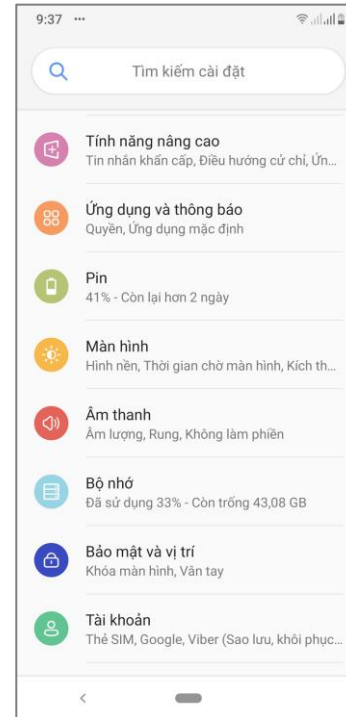 9:37 ...
Tìm kiếm cài đặt
Tính năng nâng cao
Tin nhắn khẩn cấp, Điều hướng cử chỉ, Ứn...
Ứng dụng và thông báo
Quyền, Ứng dụng mặc định
Pin
41% - Còn lại hơn 2 ngày
Màn hình
Hình nền, Thời gian chờ màn hình, Kích th...
Âm thanh
Âm lượng, Rung, Không làm phiền
Bộ nhớ
Đã sử dụng 33% - Còn trống 43,08 GB
Bảo mật và vị trí
Khóa màn hình, Vân tay
Tài khoản
Thẻ SIM, Google, Viber (Sao lưu, khôi phục...